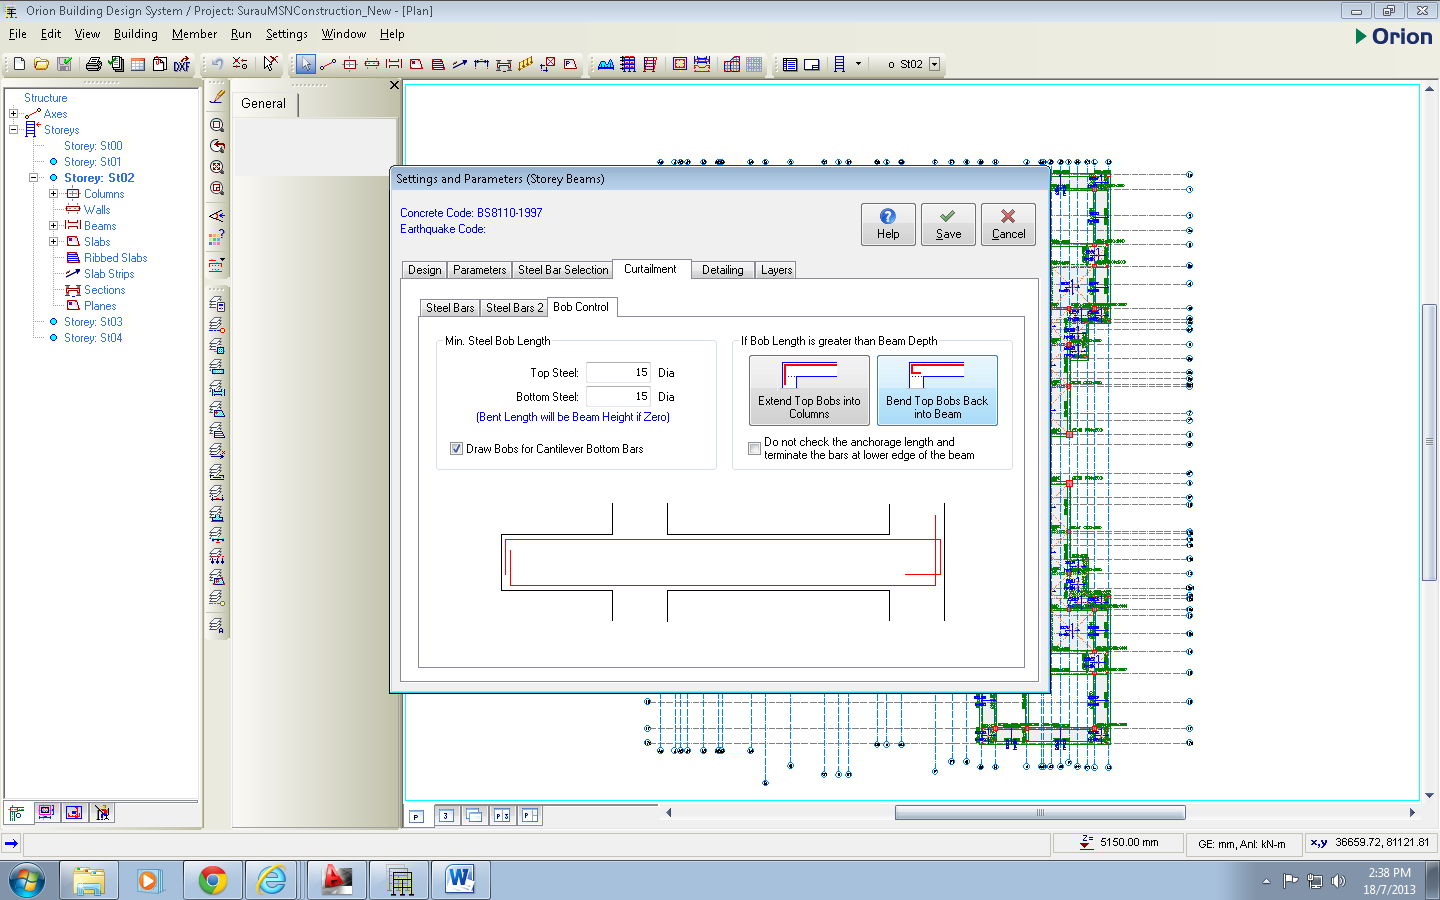 Orion Building Design System / Project: SurauMSNConstruction_New - [Plan]
File Edit View Building Member Run Settings Window Help
Orion
DXF
St02
General
Structure
Axes
Storeys
Storey: St00
Storey: St01
Storey: St02
Columns
Walls
Beams
Slabs
Ribbed Slabs
Slab Strips
Sections
Planes
Storey: St03
Storey: St04
Settings and Parameters (Storey Beams)
Concrete Code: BS8110-1997
Earthquake Code:
Help
Save
Cancel
Design Parameters Steel Bar Selection Curtailment Detailing Layers
Steel Bars Steel Bars 2 Bob Control
Min. Steel Bob Length
Top Steel: 15 Dia
Bottom Steel: 15 Dia
(Bent Length will be Beam Height if Zero)
Draw Bobs for Cantilever Bottom Bars
If Bob Length is greater than Beam Depth
Extend Top Bobs into Columns
Bend Top Bobs Back into Beam
Do not check the anchorage length and
terminate the bars at lower edge of the beam
P 3 P3 P
Z= 5150.00 mm
GE: mm, Anl: kN-m
x,y 36659.72, 81121.81
2:38 PM
18/7/2013